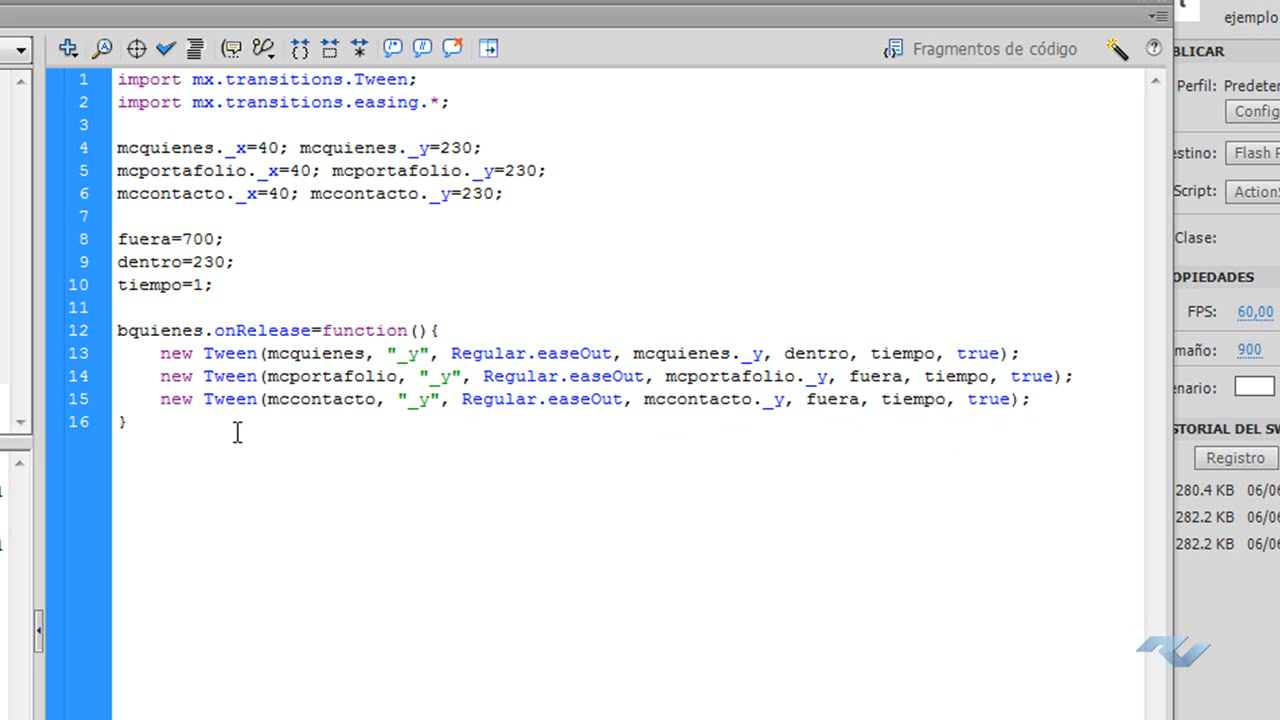 ejemplo
Fragmentos de código
BLICAR
Perfil: Predeter
Config
stino: Flash P
Script: ActionS
Clase:
OPIEDADES
FPS: 60,00
maño: 900
enario:
STORIAL DEL SW
Registro
280.4 KB 06/06
282.2 KB 06/06
282.2 KB 06/06
1 import mx.transitions.Tween;
2 import mx.transitions.easing.*;
3
4 mcquienes._x=40; mcquienes._y=230;
5 mcportafolio._x=40; mcportafolio._y=230;
6 mccontacto._x=40; mccontacto._y=230;
7
8 fuera=700;
9 dentro=230;
10 tiempo=1;
11
12 bquienes.onRelease=function(){
13 new Tween(mcquienes, "_y", Regular.easeOut, mcquienes._y, dentro, tiempo, true);
14 new Tween(mcportafolio, "_y", Regular.easeOut, mcportafolio._y, fuera, tiempo, true);
15 new Tween(mccontacto, "_y", Regular.easeOut, mccontacto._y, fuera, tiempo, true);
16 }